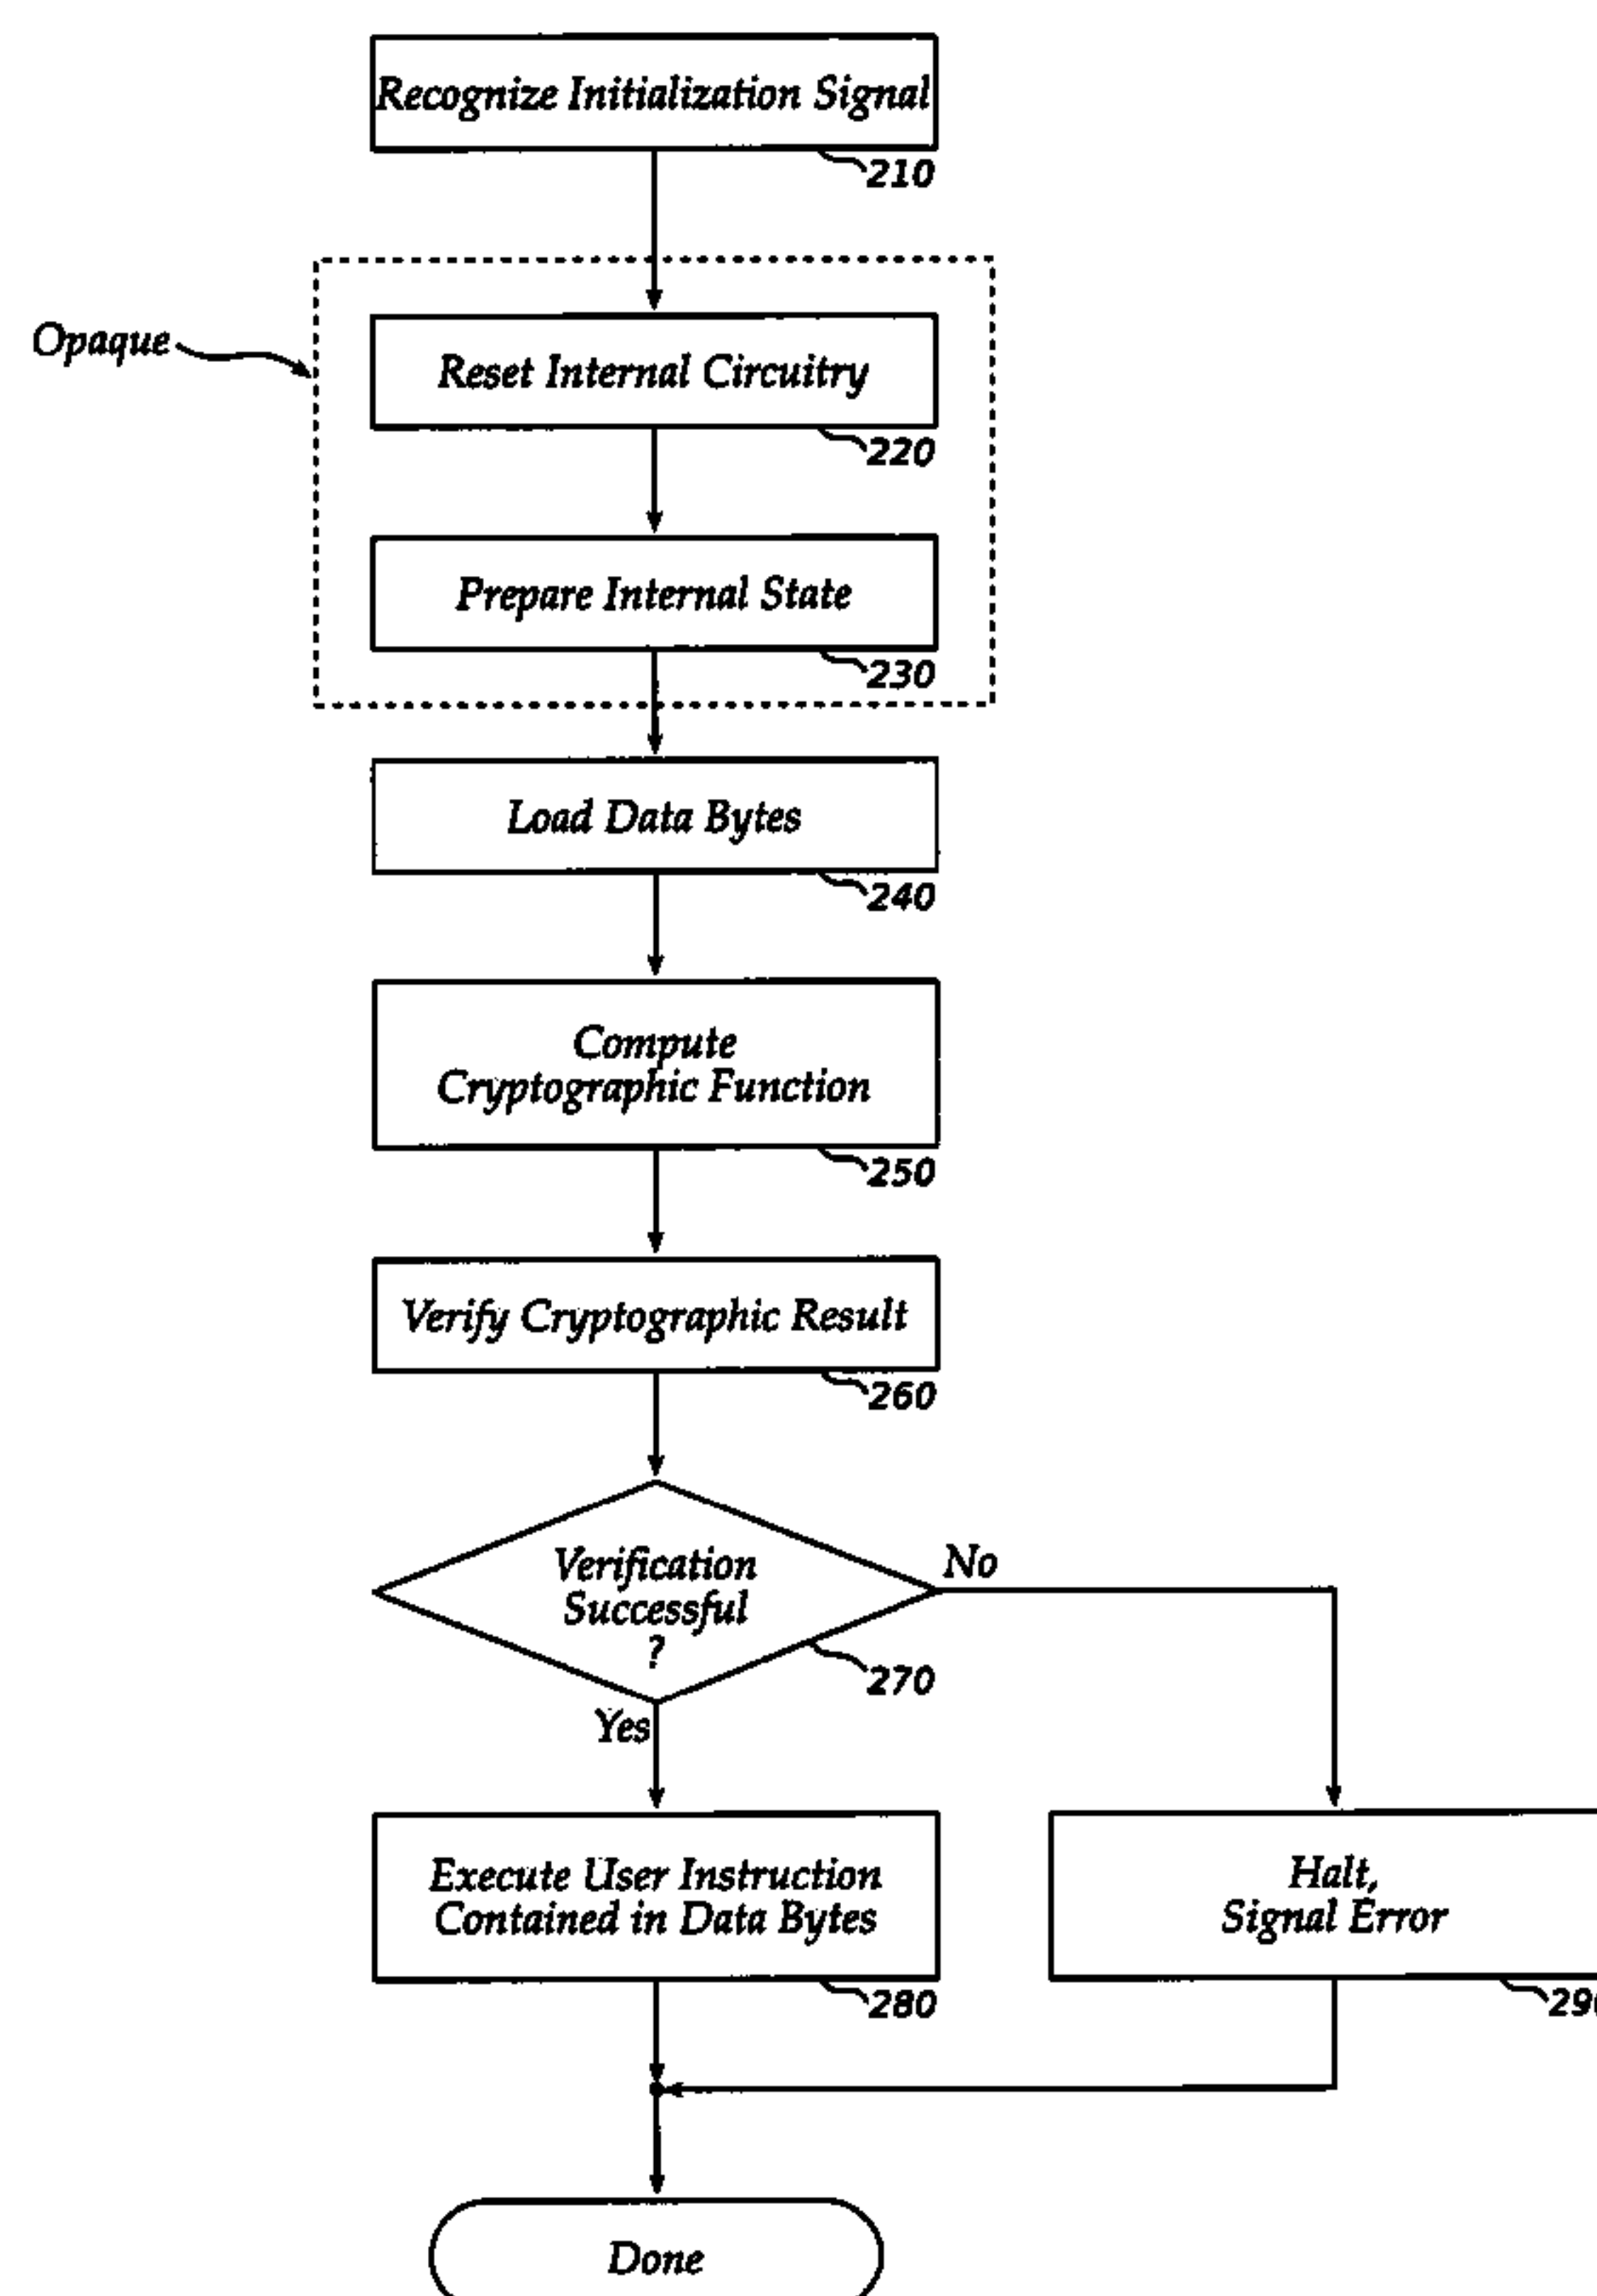 Recognize Initialization Signal
210
Opaque
Reset Internal Circuitry
220
Prepare Internal State
230
Load Data Bytes
240
Compute
Cryptographic Function
250
Verify Cryptographic Result
260
Verification
Successful
?
270
No
Yes
Execute User Instruction
Contained in Data Bytes
280
Halt,
Signal Error
Done